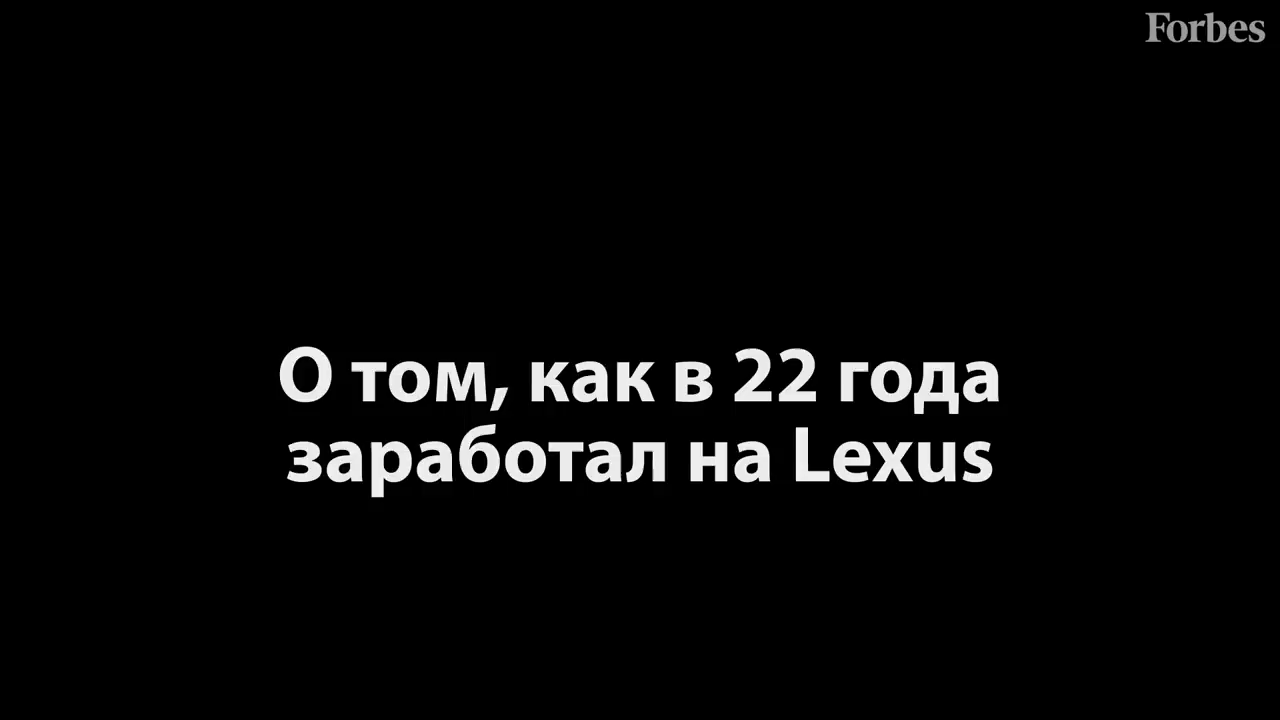 Forbes
О том, как в 22 года
заработал на Lexus